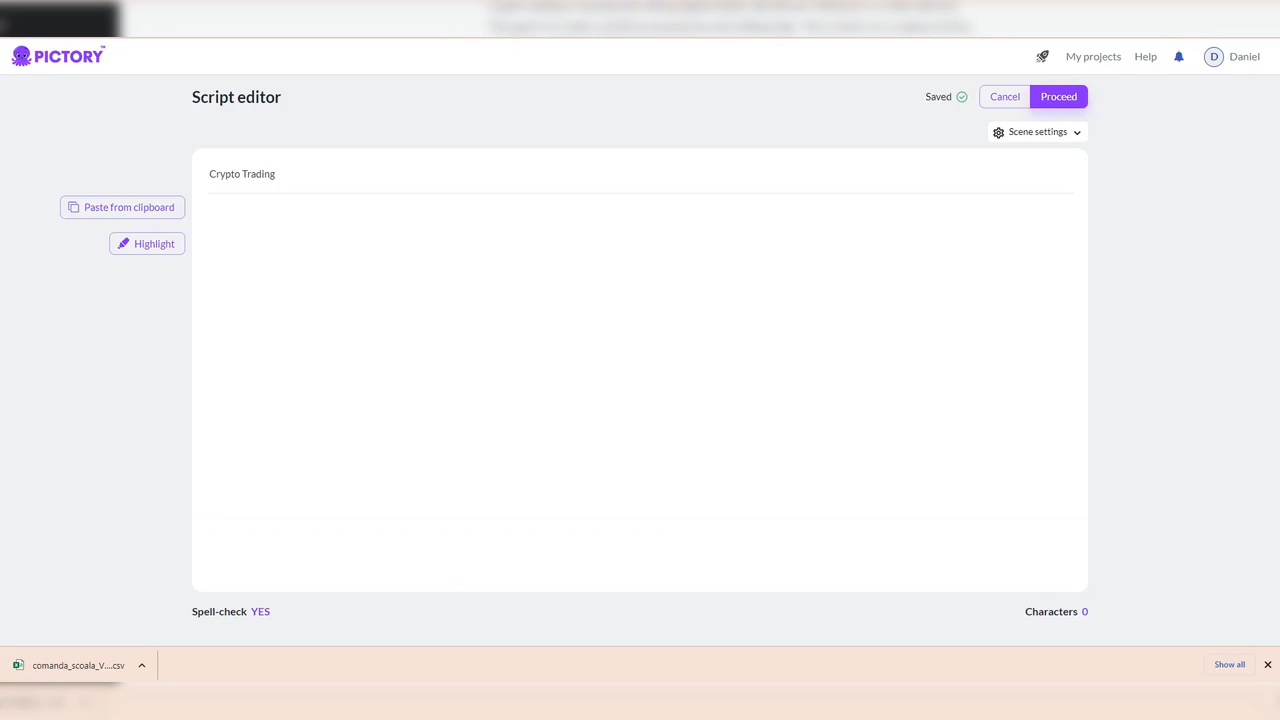 PICTORY™
My projects Help D Daniel
Script editor
Saved Cancel Proceed
Scene settings
Crypto Trading
Paste from clipboard
Highlight
Spell-check YES
Characters 0
comanda_scoala_V....csv
Show all